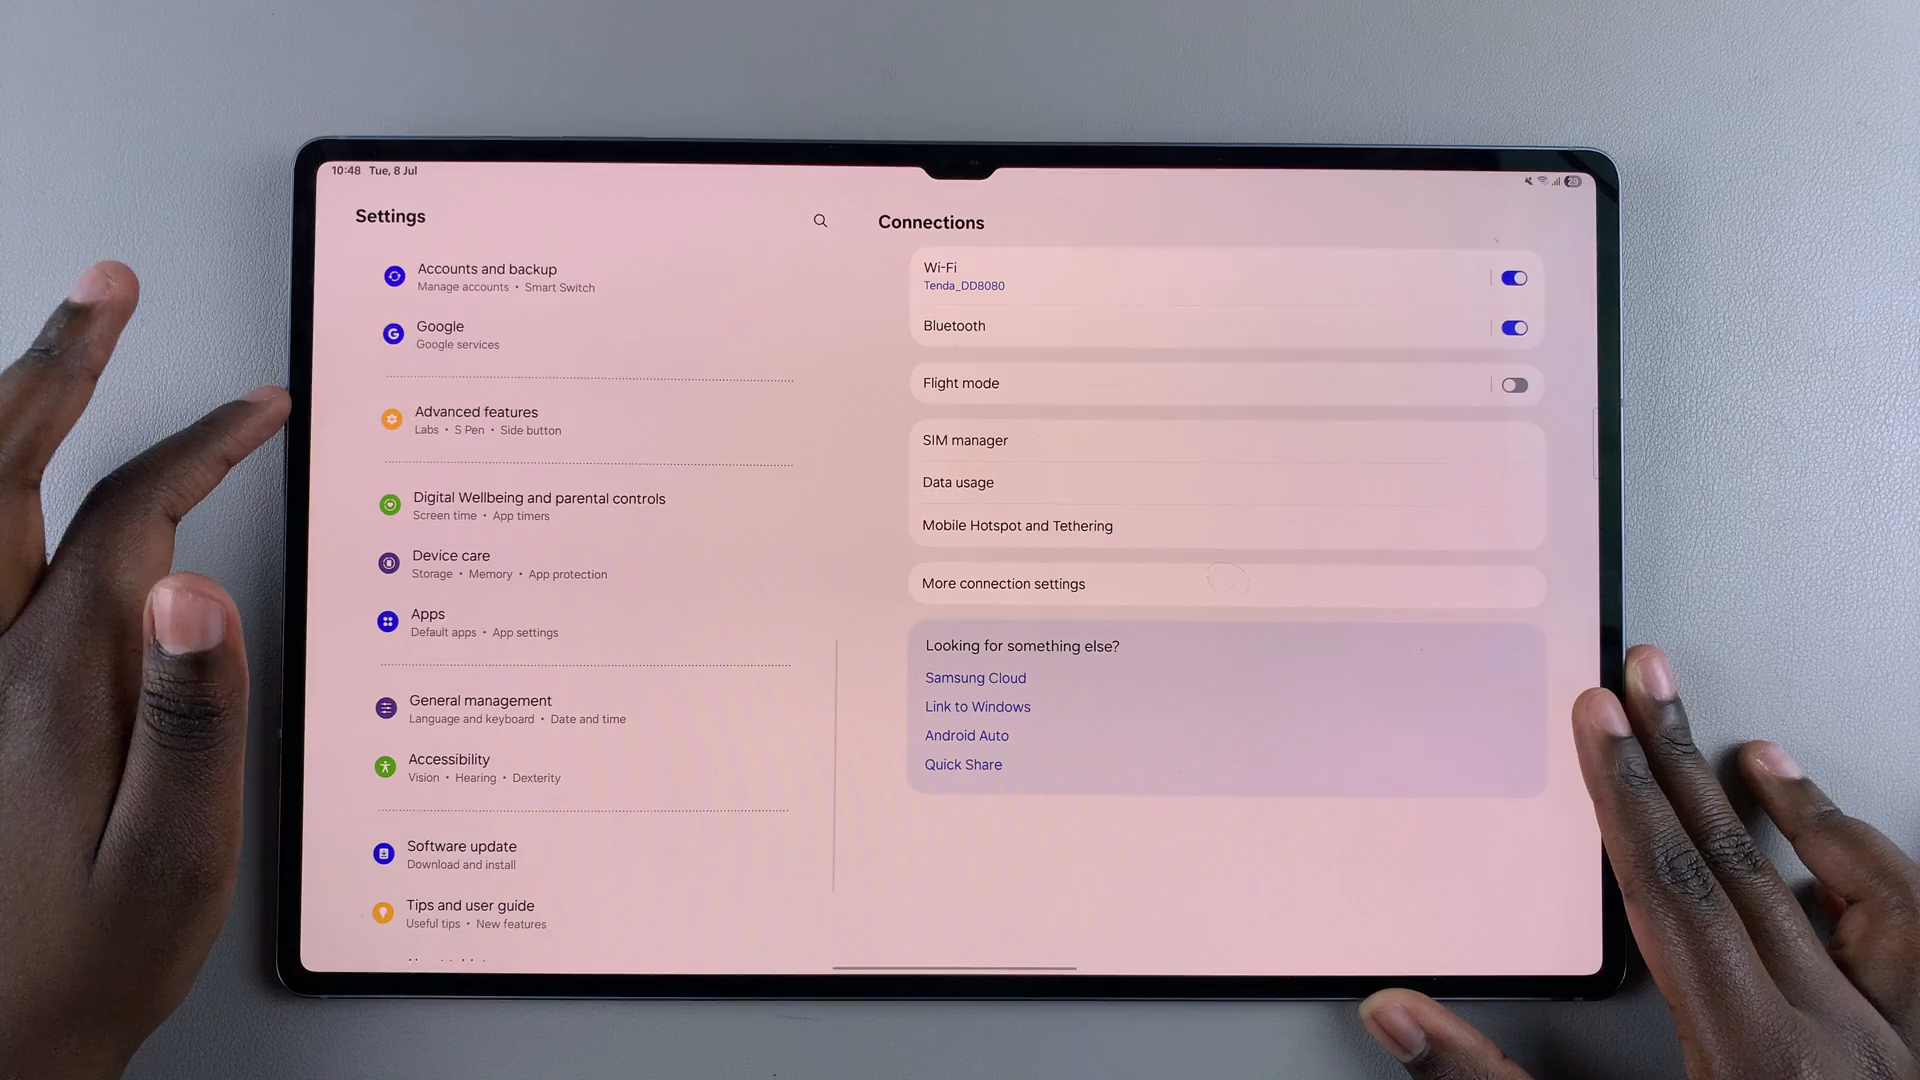 10:48 Tue, 8 Jul
29
Settings
Accounts and backup
Manage accounts • Smart Switch
Google
Google services
Advanced features
Labs • S Pen • Side button
Digital Wellbeing and parental controls
Screen time • App timers
Device care
Storage • Memory • App protection
Apps
Default apps • App settings
General management
Language and keyboard • Date and time
Accessibility
Vision • Hearing • Dexterity
Software update
Download and install
Tips and user guide
Useful tips • New features
Connections
Wi-Fi
Tenda_DD8080
Bluetooth
Flight mode
SIM manager
Data usage
Mobile Hotspot and Tethering
More connection settings
Looking for something else?
Samsung Cloud
Link to Windows
Android Auto
Quick Share